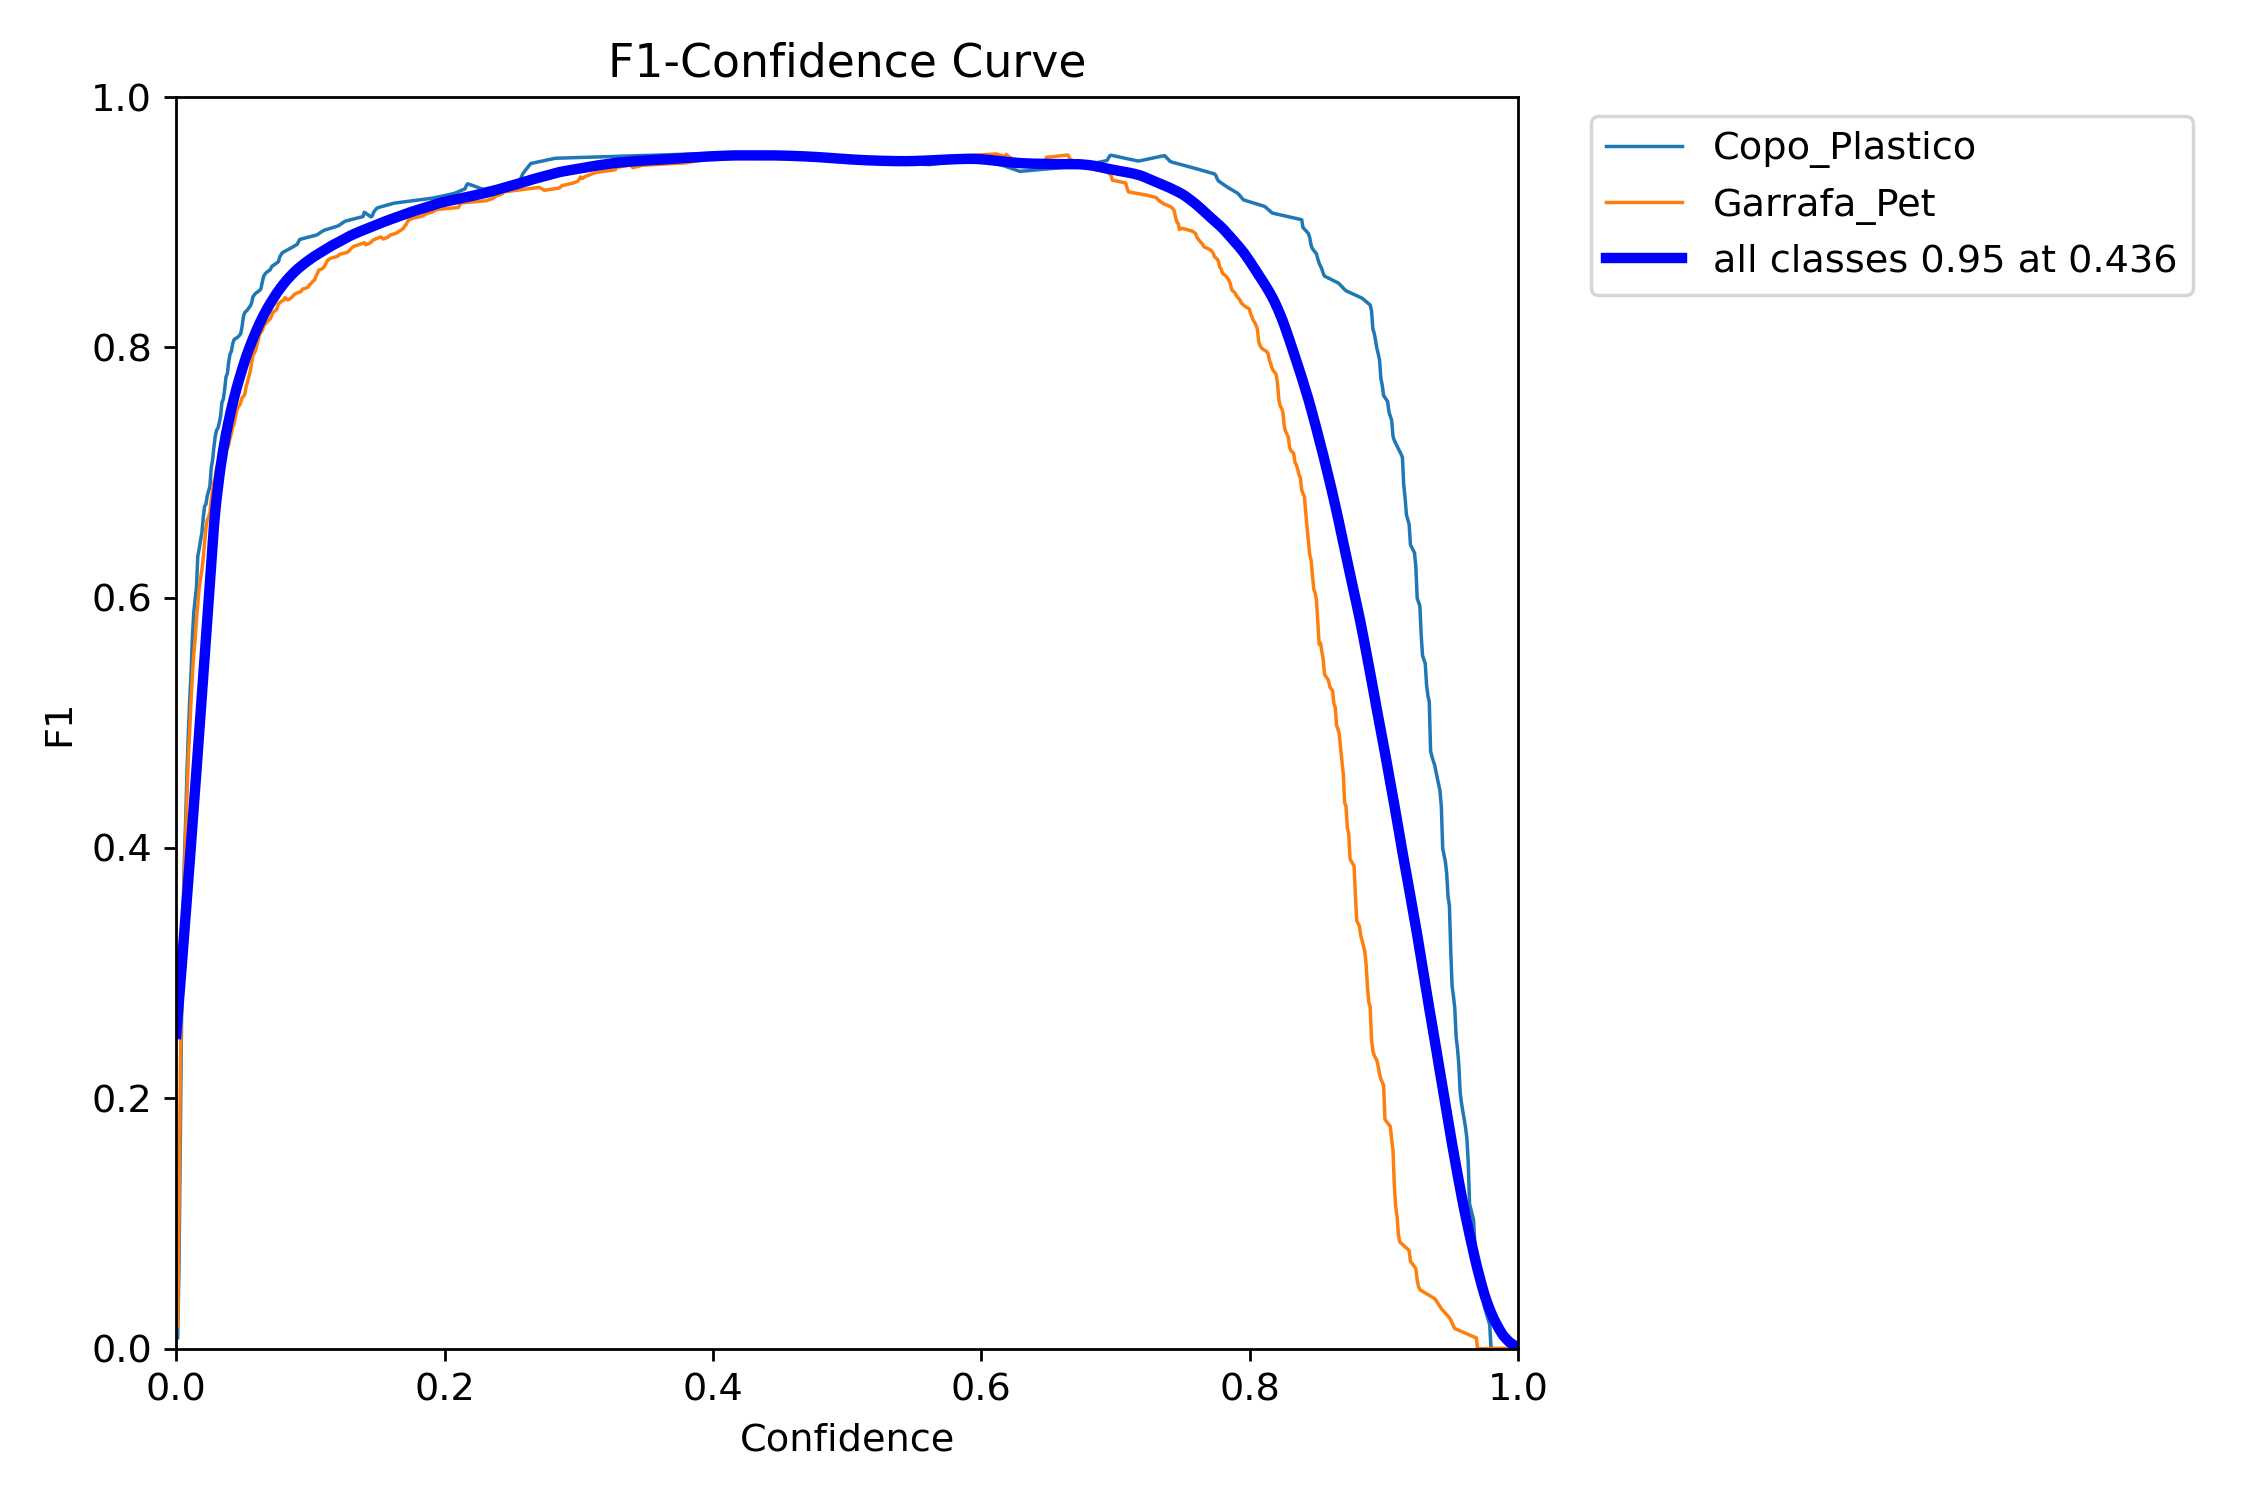 F1-Confidence Curve
1.0
0.8
0.6
0.4
0.2
0.0
F1
0.0 0.2 0.4 0.6 0.8 1.0
Confidence
Copo_Plastico
Garrafa_Pet
all classes 0.95 at 0.436